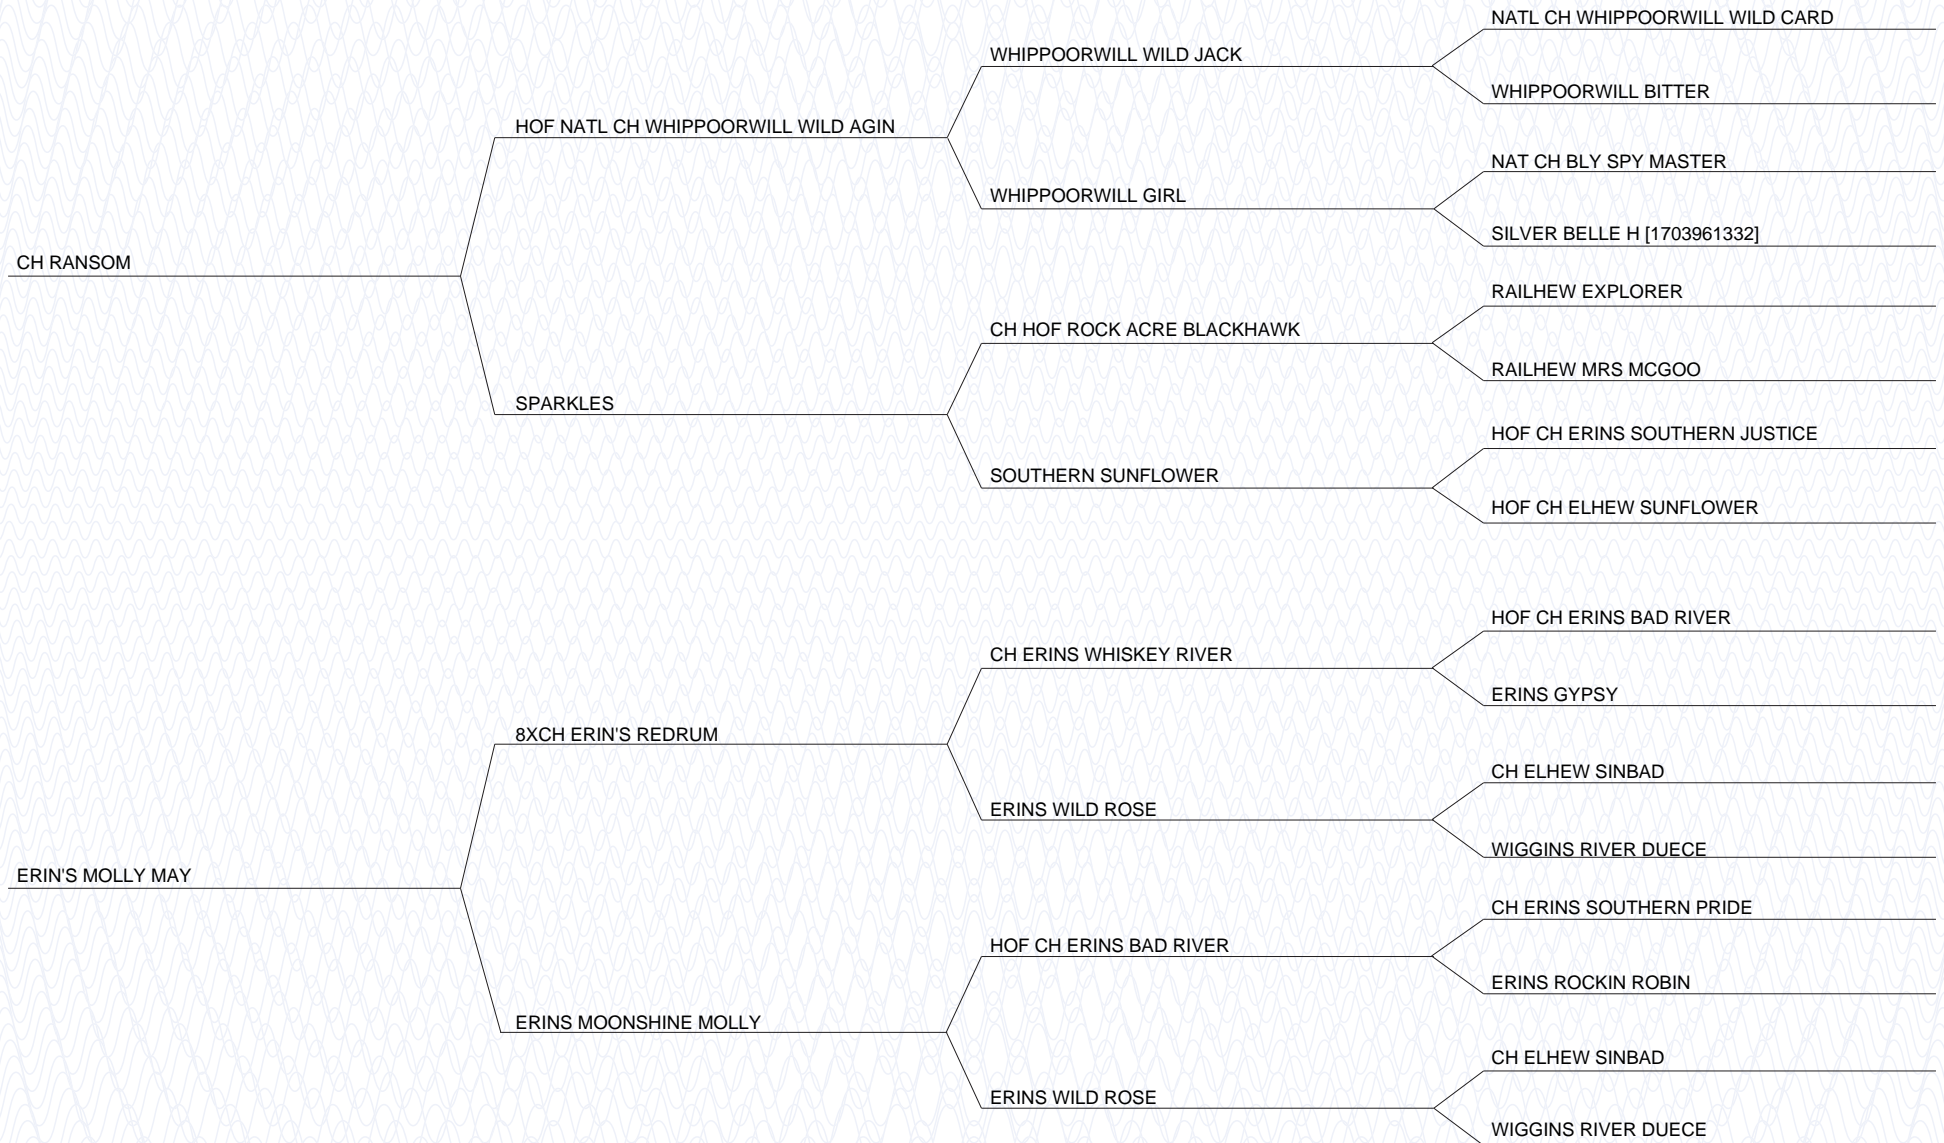 NATL CH WHIPPOORWILL WILD CARD
WHIPPOORWILL WILD JACK
WHIPPOORWILL BITTER
HOF NATL CH WHIPPOORWILL WILD AGIN
NAT CH BLY SPY MASTER
WHIPPOORWILL GIRL
SILVER BELLE H [1703961332]
CH RANSOM
RAILHEW EXPLORER
CH HOF ROCK ACRE BLACKHAWK
RAILHEW MRS MCGOO
SPARKLES
HOF CH ERINS SOUTHERN JUSTICE
SOUTHERN SUNFLOWER
HOF CH ELHEW SUNFLOWER
HOF CH ERINS BAD RIVER
CH ERINS WHISKEY RIVER
ERINS GYPSY
8XCH ERIN'S REDRUM
CH ELHEW SINBAD
ERINS WILD ROSE
WIGGINS RIVER DUECE
ERIN'S MOLLY MAY
CH ERINS SOUTHERN PRIDE
HOF CH ERINS BAD RIVER
ERINS ROCKIN ROBIN
ERINS MOONSHINE MOLLY
CH ELHEW SINBAD
ERINS WILD ROSE
WIGGINS RIVER DUECE